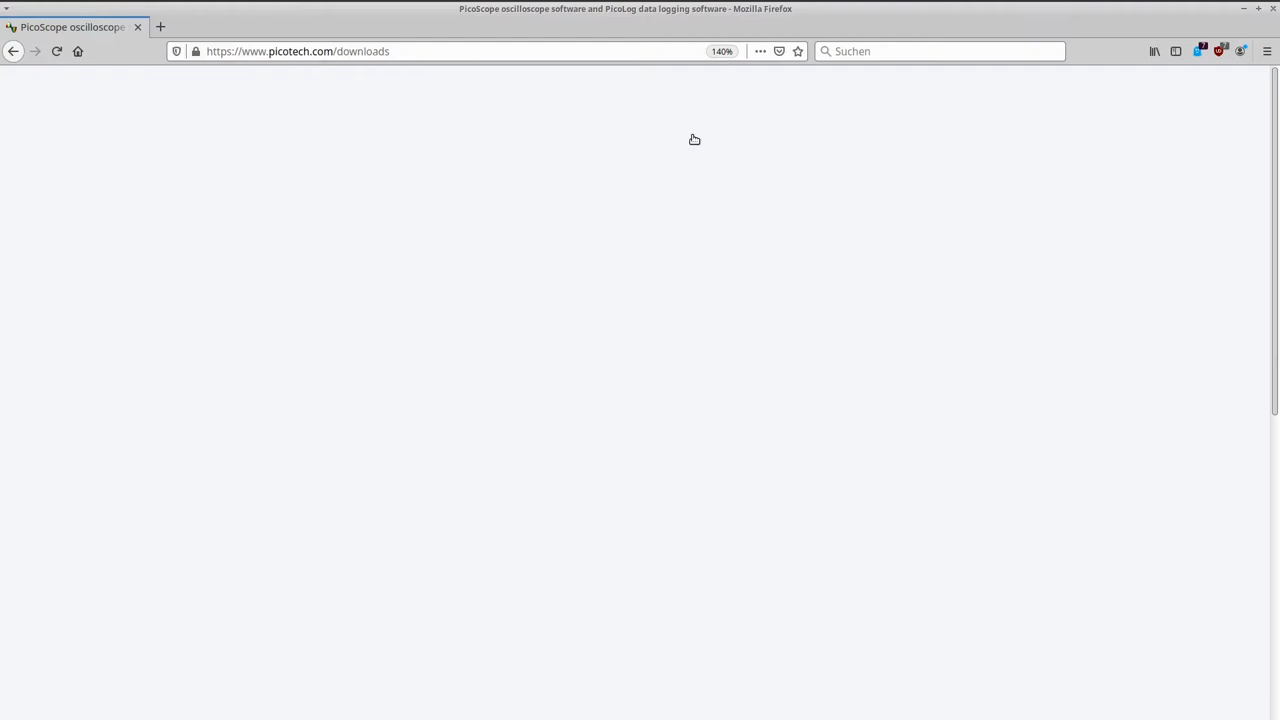 PicoScope oscilloscope software and PicoLog data logging software - Mozilla Firefox
PicoScope oscilloscope
https://www.picotech.com/downloads
140%
Suchen